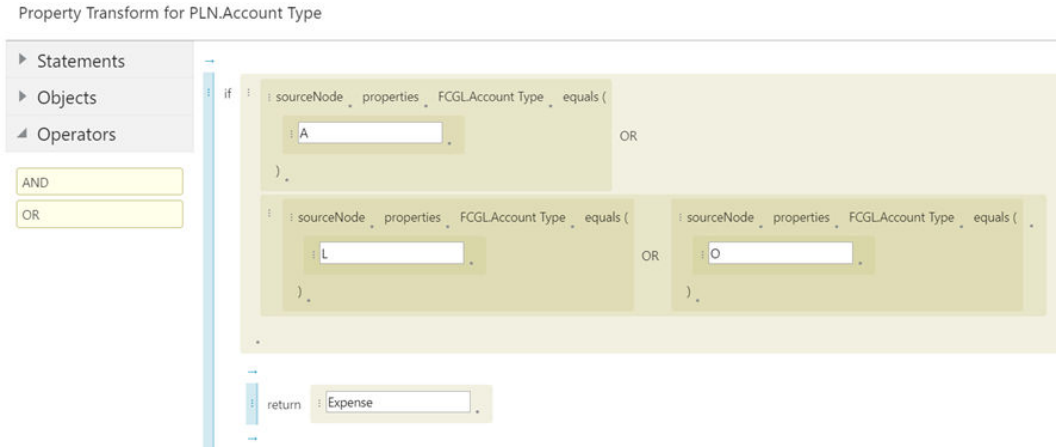 Property Transform for PLN.Account Type
Statements
Objects
Operators
AND
OR
if sourceNode . properties . FCGL.Account Type . equals (
A
) OR
sourceNode . properties . FCGL.Account Type . equals (
L
) OR
sourceNode . properties . FCGL.Account Type . equals (
O
)
return Expense